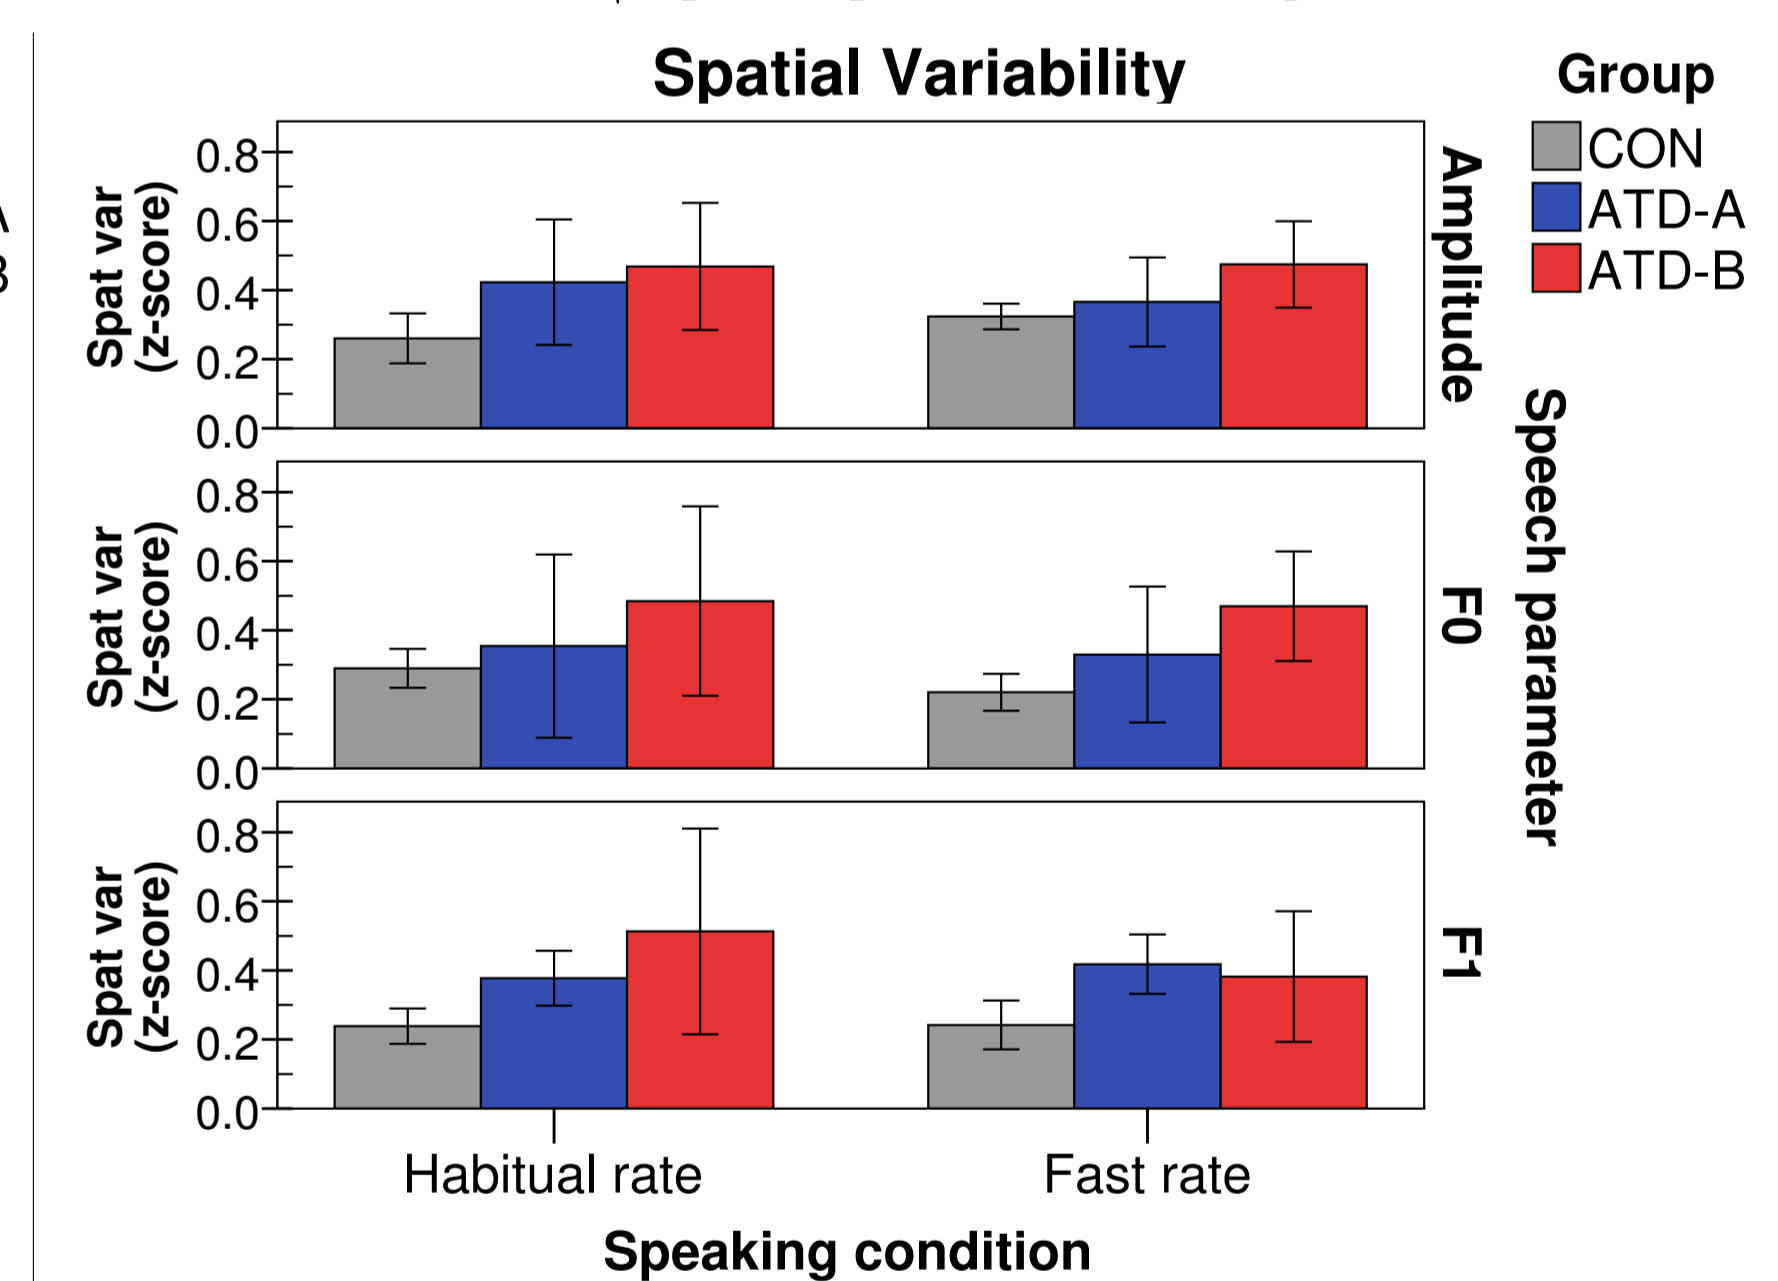 Spatial Variability
Group
CON
ATD-A
ATD-B
A
B
Spat var
(z-score)
0.8
0.6
0.4
0.2
0.0
Amplitude
Spat var
(z-score)
0.8
0.6
0.4
0.2
0.0
F0
Spat var
(z-score)
0.8
0.6
0.4
0.2
0.0
F1
Speech parameter
Habitual rate
Fast rate
Speaking condition